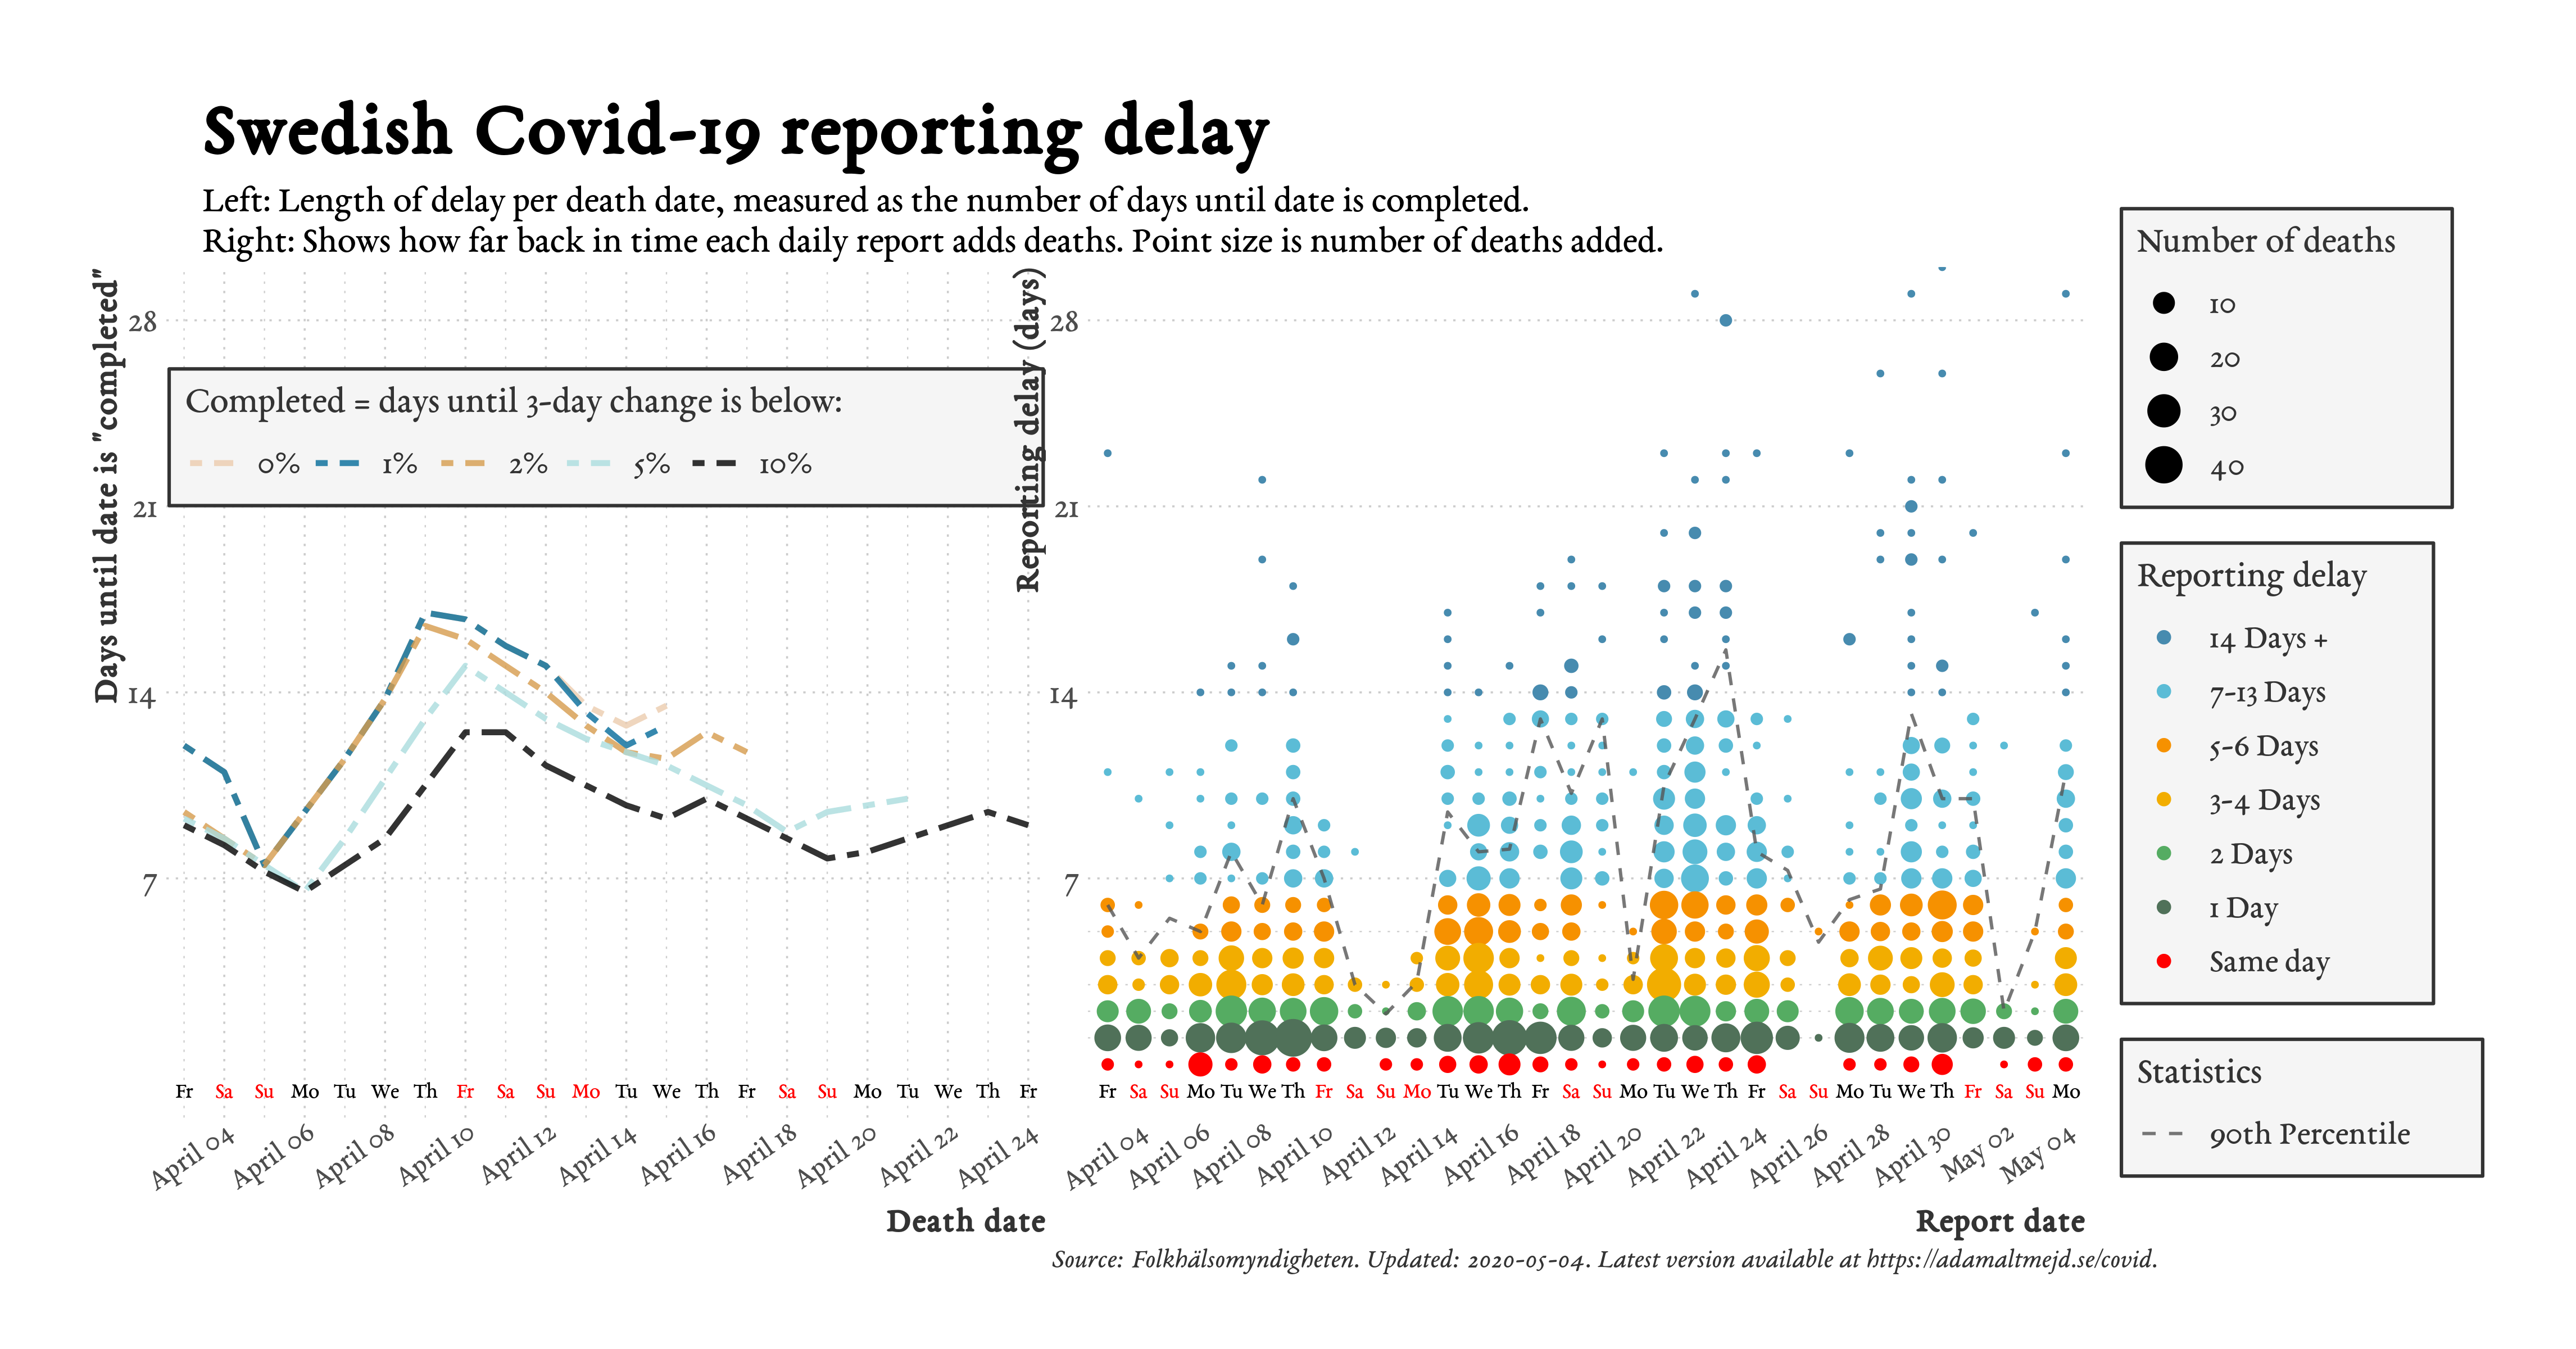 Swedish Covid-19 reporting delay
Left: Length of delay per death date, measured as the number of days until date is completed.
Right: Shows how far back in time each daily report adds deaths. Point size is number of deaths added.
Days until date is "completed"
28
21
14
7
Completed = days until 3-day change is below:
0% 1% 2% 5% 10%
Fr Sa Su Mo Tu We Th Fr Sa Su Mo Tu We Th Fr Sa Su Mo Tu We Th Fr
April 04 April 06 April 08 April 10 April 12 April 14 April 16 April 18 April 20 April 22 April 24
Death date
Reporting delay (days)
28
21
14
7
Fr Sa Su Mo Tu We Th Fr Sa Su Mo Tu We Th Fr Sa Su Mo Tu We Th Fr Sa Su Mo Tu We Th Fr Sa Su Mo
April 04 April 06 April 08 April 10 April 12 April 14 April 16 April 18 April 20 April 22 April 24 April 26 April 28 April 30 May 02 May 04
Report date
Number of deaths
10
20
30
40
Reporting delay
14 Days +
7-13 Days
5-6 Days
3-4 Days
2 Days
1 Day
Same day
Statistics
90th Percentile
Source: Folkhälsomyndigheten. Updated: 2020-05-04. Latest version available at https://adamaltmejd.se/covid.